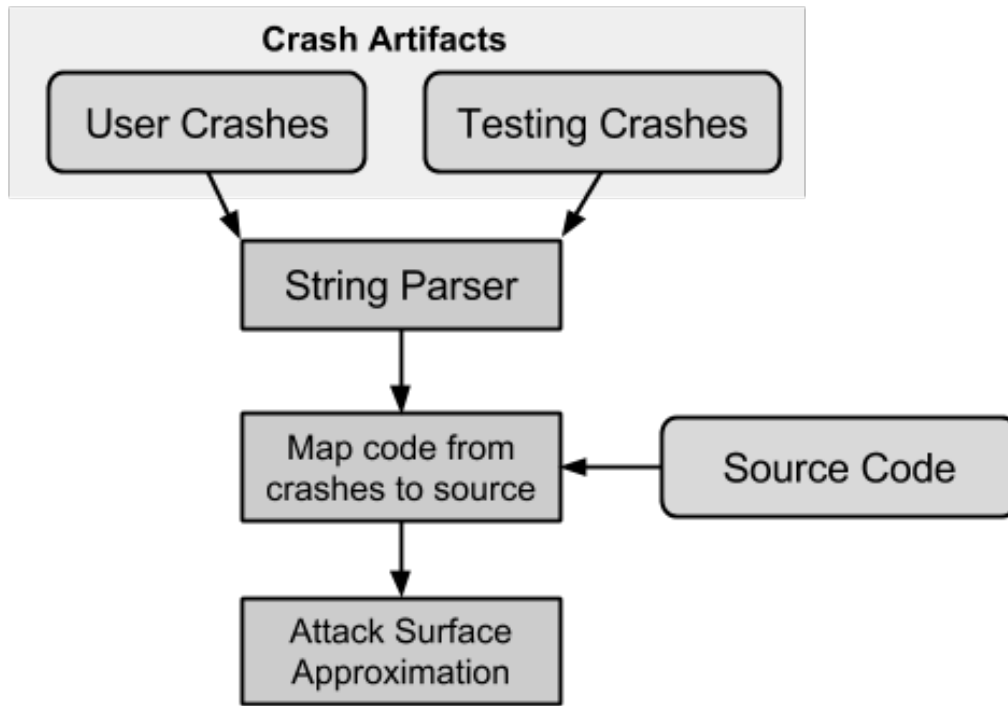 Crash Artifacts
User Crashes
Testing Crashes
String Parser
Map code from
crashes to source
Source Code
Attack Surface
Approximation